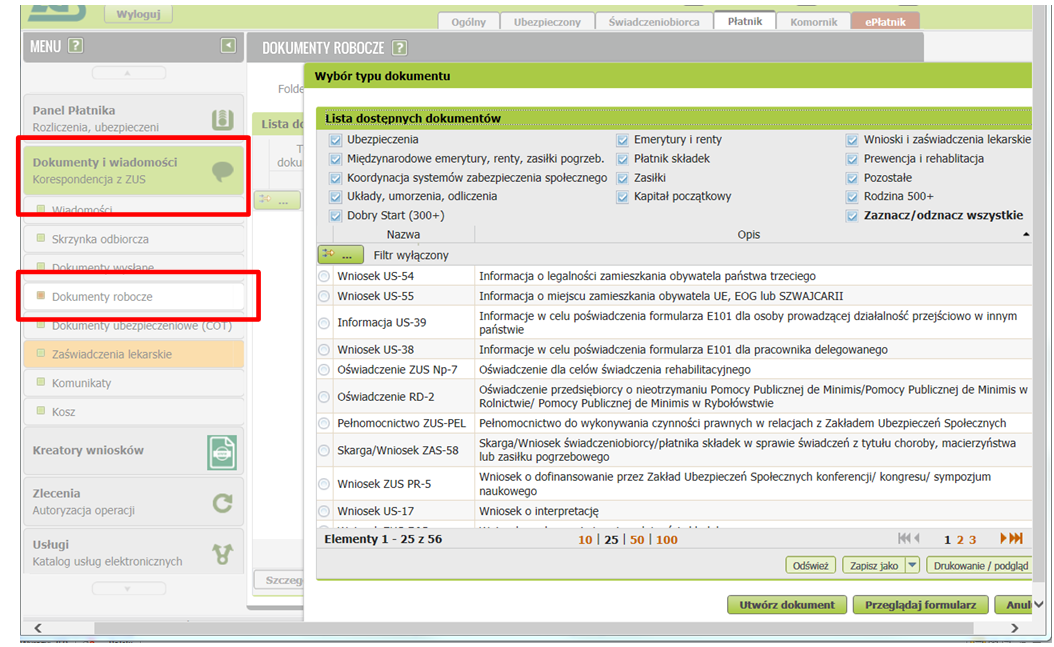 Wyloguj
Ogólny
Ubezpieczony
Świadczeniobiorca
Płatnik
Komornik
ePłatnik
MENU ?
DOKUMENTY ROBOCZE ?
Panel Płatnika
Rozliczenia, ubezpieczeni
Dokumenty i wiadomości
Korespondencja z ZUS
Wiadomości
Skrzynka odbiorcza
Dokumenty wysłane
Dokumenty robocze
Dokumenty ubezpieczeniowe (COT)
Zaświadczenia lekarskie
Komunikaty
Kosz
Kreatory wniosków
Zlecenia
Autoryzacja operacji
Usługi
Katalog usług elektronicznych
Folde
Lista do
T
doku
...
Szczeg
Wybór typu dokumentu
Lista dostępnych dokumentów
Ubezpieczenia
Emerytury i renty
Wnioski i zaświadczenia lekarskie
Międzynarodowe emerytury, renty, zasiłki pogrzeb.
Płatnik składek
Prewencja i rehablitacja
Koordynacja systemów zabezpieczenia społecznego
Zasiłki
Pozostałe
Układy, umorzenia, odliczenia
Kapitał początkowy
Rodzina 500+
Dobry Start (300+)
Zaznacz/odznacz wszystkie
Nazwa
Opis
... Filtr wyłączony
Wniosek US-54 Informacja o legalności zamieszkania obywatela państwa trzeciego
Wniosek US-55 Informacja o miejscu zamieszkania obywatela UE, EOG lub SZWAJCARII
Informacja US-39 Informacje w celu poświadczenia formularza E101 dla osoby prowadzącej działalność przejściowo w innym
państwie
Wniosek US-38 Informacje w celu poświadczenia formularza E101 dla pracownika delegowanego
Oświadczenie ZUS Np-7 Oświadczenie dla celów świadczenia rehabilitacyjnego
Oświadczenie RD-2 Oświadczenie przedsiębiorcy o nieotrzymaniu Pomocy Publicznej de Minimis/Pomocy Publicznej de Minimis w
Rolnictwie/ Pomocy Publicznej de Minimis w Rybołówstwie
Pełnomocnictwo ZUS-PEL Pełnomocnictwo do wykonywania czynności prawnych w relacjach z Zakładem Ubezpieczeń Społecznych
Skarga/Wniosek ZAS-58 Skarga/Wniosek świadczeniobiorcy/płatnika składek w sprawie świadczeń z tytułu choroby, macierzyństwa
lub zasiłku pogrzebowego
Wniosek ZUS PR-5 Wniosek o dofinansowanie przez Zakład Ubezpieczeń Społecznych konferencji/ kongresu/ sympozjum
naukowego
Wniosek US-17 Wniosek o interpretację
Elementy 1 - 25 z 56
10 | 25 | 50 | 100
1 2 3
Odśwież
Zapisz jako
Drukowanie / podgląd
Utwórz dokument
Przeglądaj formularz
Anul